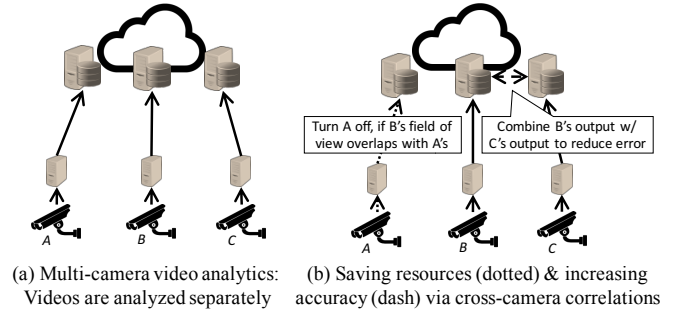 Turn A off, if B's field of
view overlaps with A's
Combine B's output w/
C's output to reduce error
A
B
C
A
B
C
(a) Multi-camera video analytics:
Videos are analyzed separately
(b) Saving resources (dotted) & increasing
accuracy (dash) via cross-camera correlations